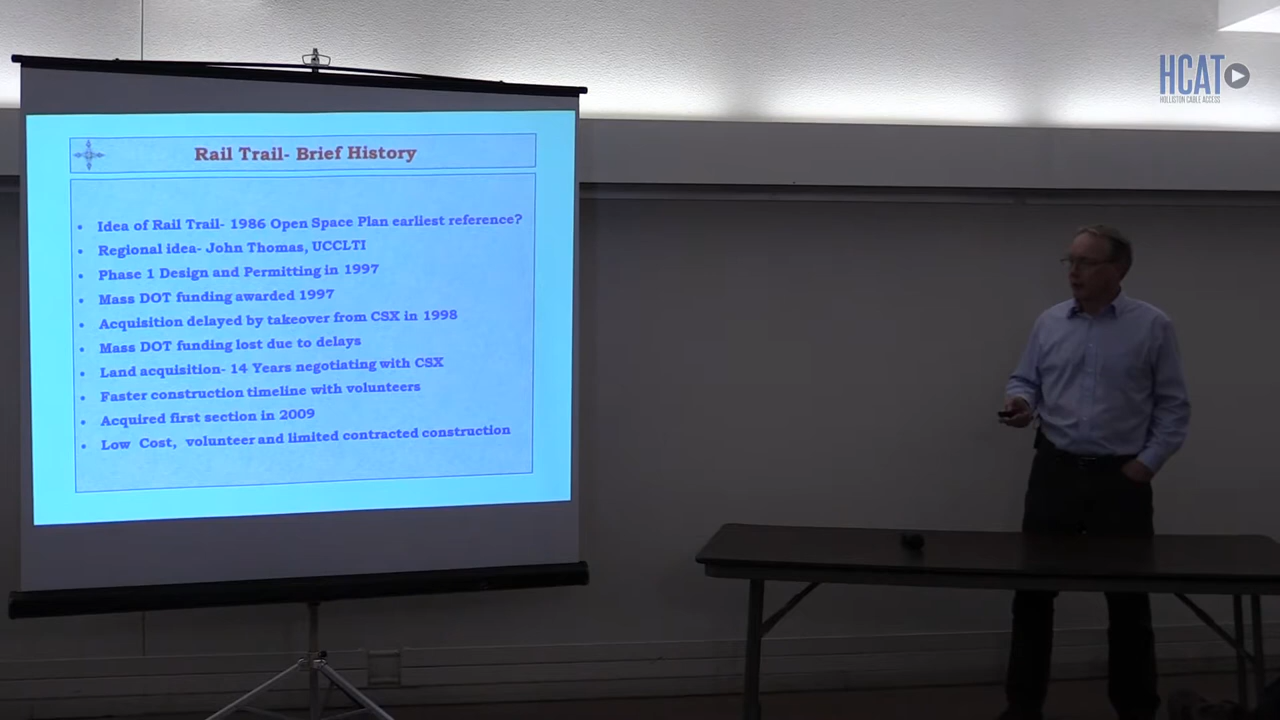 HCAT
HOLLISTON CABLE ACCESS
Rail Trail- Brief History
• Idea of Rail Trail- 1986 Open Space Plan earliest reference?
• Regional idea- John Thomas, UCCLTI
• Phase 1 Design and Permitting in 1997
• Mass DOT funding awarded 1997
• Acquisition delayed by takeover from CSX in 1998
• Mass DOT funding lost due to delays
• Land acquisition- 14 Years negotiating with CSX
• Faster construction timeline with volunteers
• Acquired first section in 2009
• Low Cost, volunteer and limited contracted construction